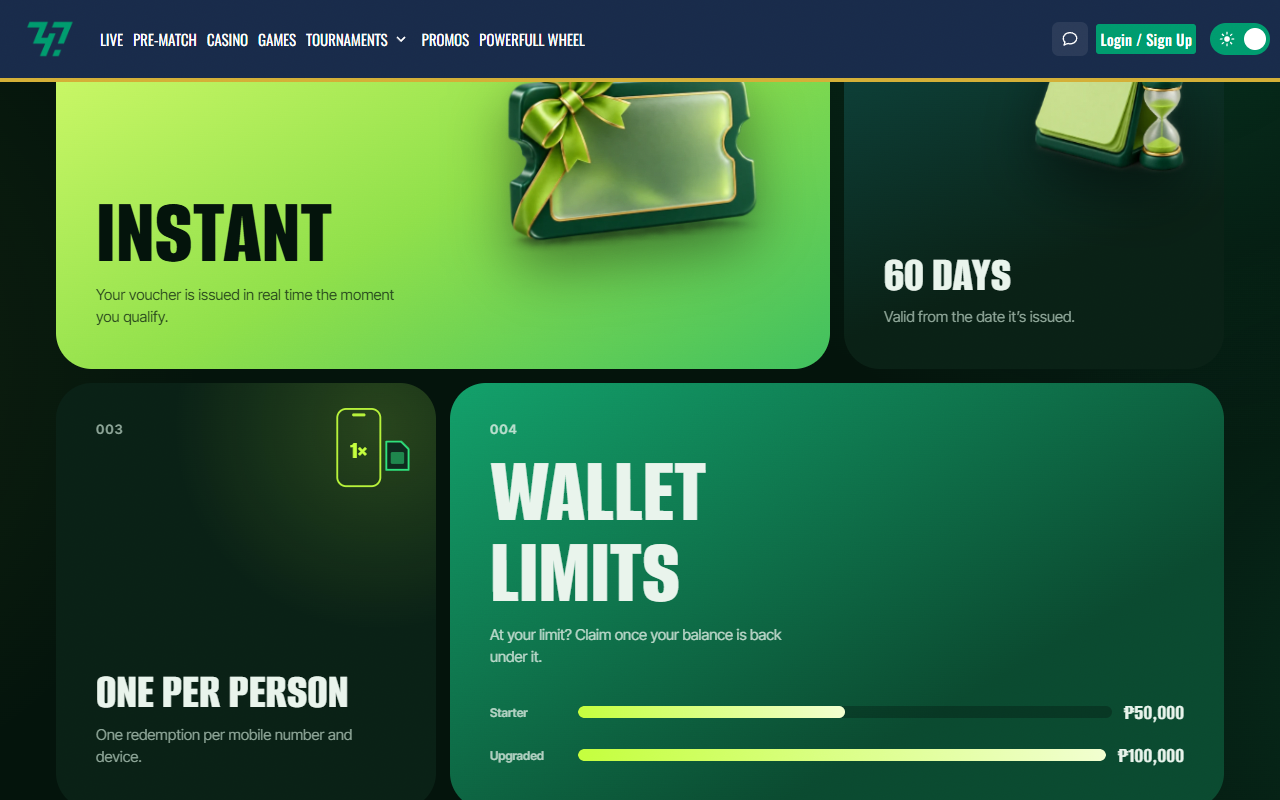 747
LIVE PRE-MATCH CASINO GAMES TOURNAMENTS PROMOS POWERFULL WHEEL
Login / Sign Up
INSTANT
Your voucher is issued in real time the moment
you qualify.
60 DAYS
Valid from the date it's issued.
003
1×
ONE PER PERSON
One redemption per mobile number and
device.
004
WALLET
LIMITS
At your limit? Claim once your balance is back
under it.
Starter ₱50,000
Upgraded ₱100,000